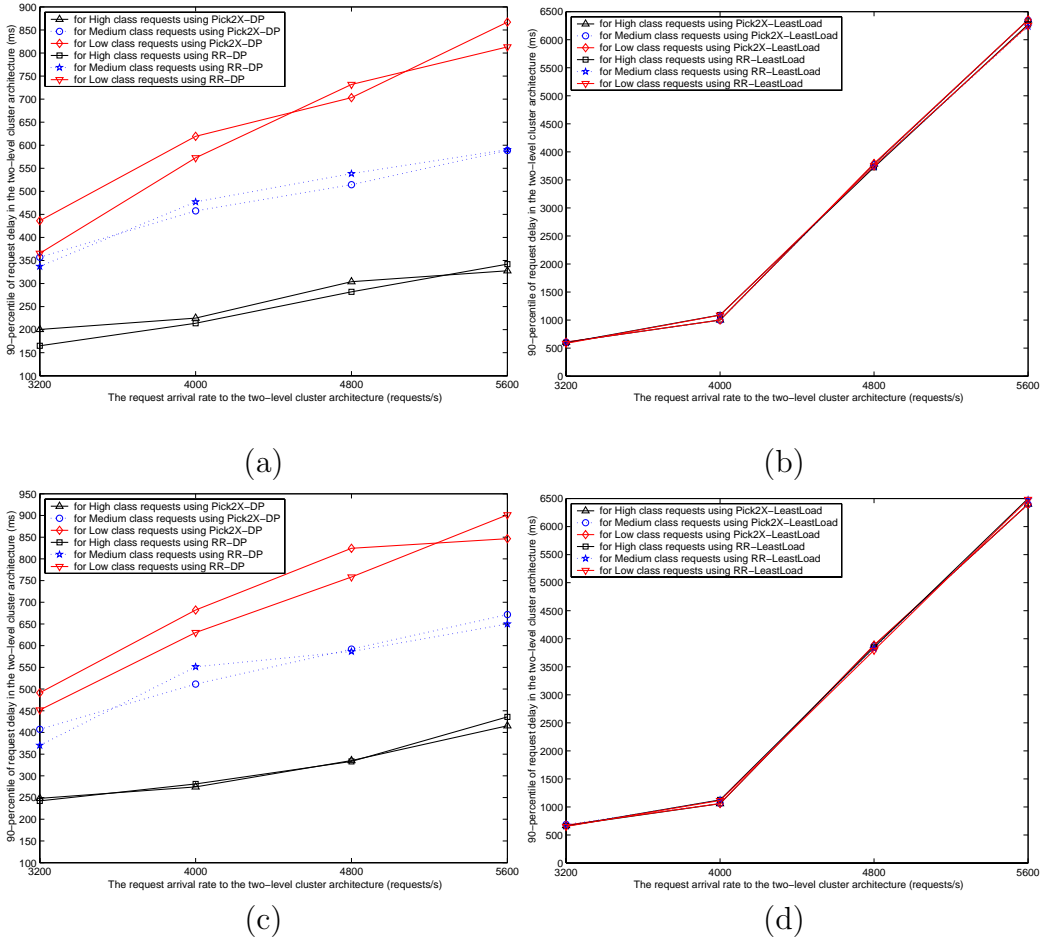 for High class requests using Pick2X−DP
for Medium class requests using Pick2X−DP
for Low class requests using Pick2X−DP
for High class requests using RR−DP
for Medium class requests using RR−DP
for Low class requests using RR−DP
90−percentile of request delay in the two−level cluster architecture (ms)
900
850
800
750
700
650
600
550
500
450
400
350
300
250
200
150
100
3200
4000
4800
5600
The request arrival rate to the two−level cluster architecture (requests/s)
(a)
for High class requests using Pick2X−LeastLoad
for Medium class requests using Pick2X−LeastLoad
for Low class requests using Pick2X−LeastLoad
for High class requests using RR−LeastLoad
for Medium class requests using RR−LeastLoad
for Low class requests using RR−LeastLoad
90−percentile of request delay in the two−level cluster architecture (ms)
6500
6000
5500
5000
4500
4000
3500
3000
2500
2000
1500
1000
500
0
3200
4000
4800
5600
The request arrival rate to the two−level cluster architecture (requests/s)
(b)
for High class requests using Pick2X−DP
for Medium class requests using Pick2X−DP
for Low class requests using Pick2X−DP
for High class requests using RR−DP
for Medium class requests using RR−DP
for Low class requests using RR−DP
90−percentile of request delay in the two−level cluster architecture (ms)
950
900
850
800
750
700
650
600
550
500
450
400
350
300
250
200
150
100
3200
4000
4800
5600
The request arrival rate to the two−level cluster architecture (requests/s)
(c)
for High class requests using Pick2X−LeastLoad
for Medium class requests using Pick2X−LeastLoad
for Low class requests using Pick2X−LeastLoad
for High class requests using RR−LeastLoad
for Medium class requests using RR−LeastLoad
for Low class requests using RR−LeastLoad
90−percentile of request delay in the two−level cluster architecture (ms)
6500
6000
5500
5000
4500
4000
3500
3000
2500
2000
1500
1000
500
0
3200
4000
4800
5600
The request arrival rate to the two−level cluster architecture (requests/s)
(d)